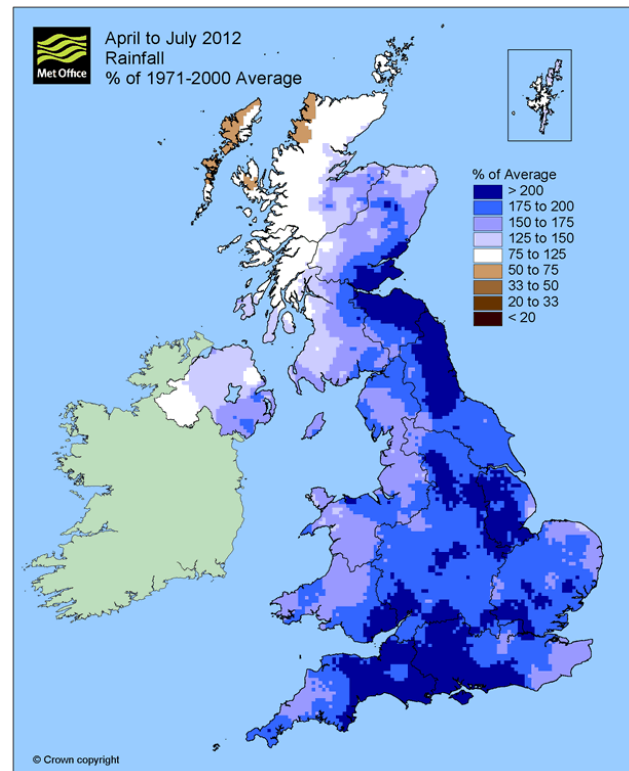 Met Office
April to July 2012
Rainfall
% of 1971-2000 Average
% of Average
> 200
175 to 200
150 to 175
125 to 150
75 to 125
50 to 75
33 to 50
20 to 33
< 20
© Crown copyright